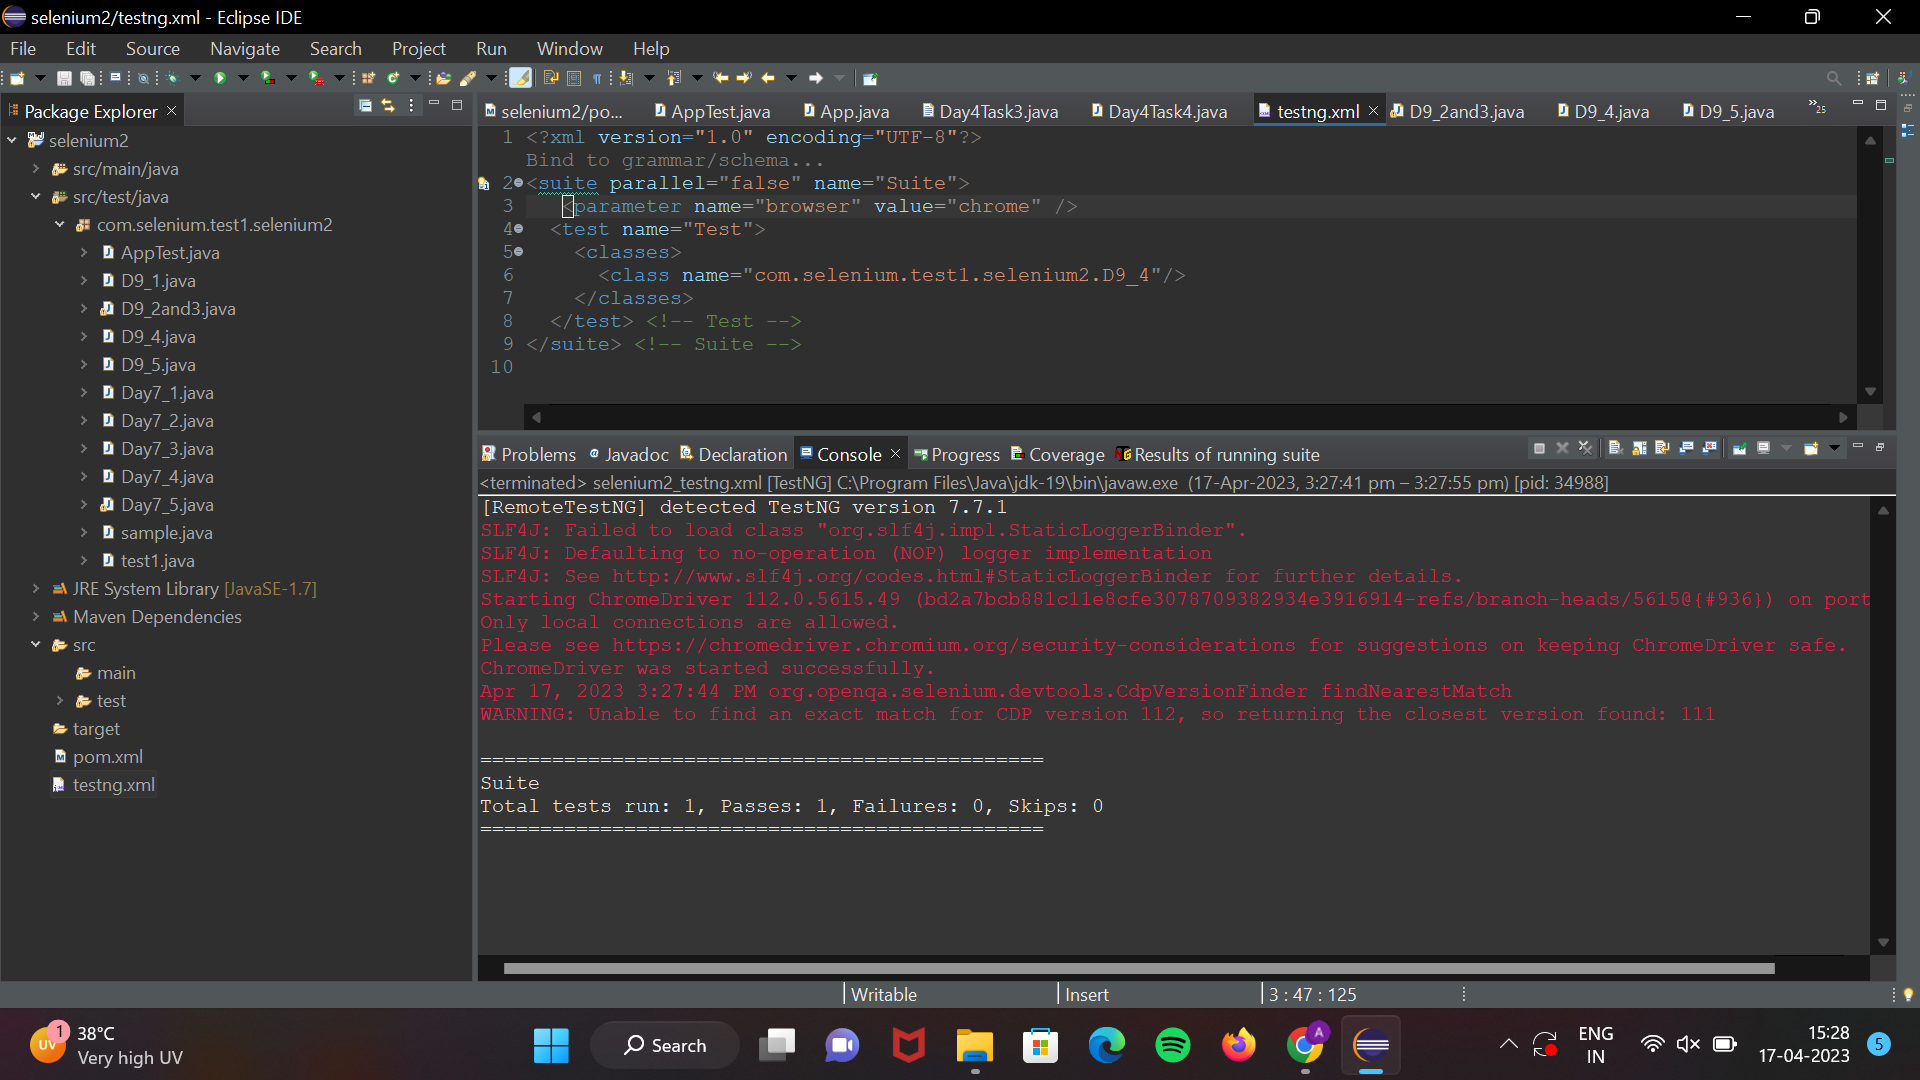 selenium2/testng.xml - Eclipse IDE
File Edit Source Navigate Search Project Run Window Help
Package Explorer
selenium2
src/main/java
src/test/java
com.selenium.test1.selenium2
AppTest.java
D9_1.java
D9_2and3.java
D9_4.java
D9_5.java
Day7_1.java
Day7_2.java
Day7_3.java
Day7_4.java
Day7_5.java
sample.java
test1.java
JRE System Library [JavaSE-1.7]
Maven Dependencies
src
main
test
target
pom.xml
testng.xml
selenium2/po... AppTest.java App.java Day4Task3.java Day4Task4.java testng.xml D9_2and3.java D9_4.java D9_5.java »25
1 <?xml version="1.0" encoding="UTF-8"?>
Bind to grammar/schema...
2 <suite parallel="false" name="Suite">
3 <parameter name="browser" value="chrome" />
4 <test name="Test">
5 <classes>
6 <class name="com.selenium.test1.selenium2.D9_4"/>
7 </classes>
8 </test> <!-- Test -->
9 </suite> <!-- Suite -->
10
Problems Javadoc Declaration Console Progress Coverage Results of running suite
<terminated> selenium2_testng.xml [TestNG] C:\Program Files\Java\jdk-19\bin\javaw.exe (17-Apr-2023, 3:27:41 pm – 3:27:55 pm) [pid: 34988]
[RemoteTestNG] detected TestNG version 7.7.1
SLF4J: Failed to load class "org.slf4j.impl.StaticLoggerBinder".
SLF4J: Defaulting to no-operation (NOP) logger implementation
SLF4J: See http://www.slf4j.org/codes.html#StaticLoggerBinder for further details.
Starting ChromeDriver 112.0.5615.49 (bd2a7bcb881c11e8cfe3078709382934e3916914-refs/branch-heads/5615@{#936}) on port
Only local connections are allowed.
Please see https://chromedriver.chromium.org/security-considerations for suggestions on keeping ChromeDriver safe.
ChromeDriver was started successfully.
Apr 17, 2023 3:27:44 PM org.openqa.selenium.devtools.CdpVersionFinder findNearestMatch
WARNING: Unable to find an exact match for CDP version 112, so returning the closest version found: 111
===============================================
Suite
Total tests run: 1, Passes: 1, Failures: 0, Skips: 0
===============================================
Writable Insert 3 : 47 : 125
UV 1 38°C
Very high UV
Search
A
ENG
IN
15:28
17-04-2023
5